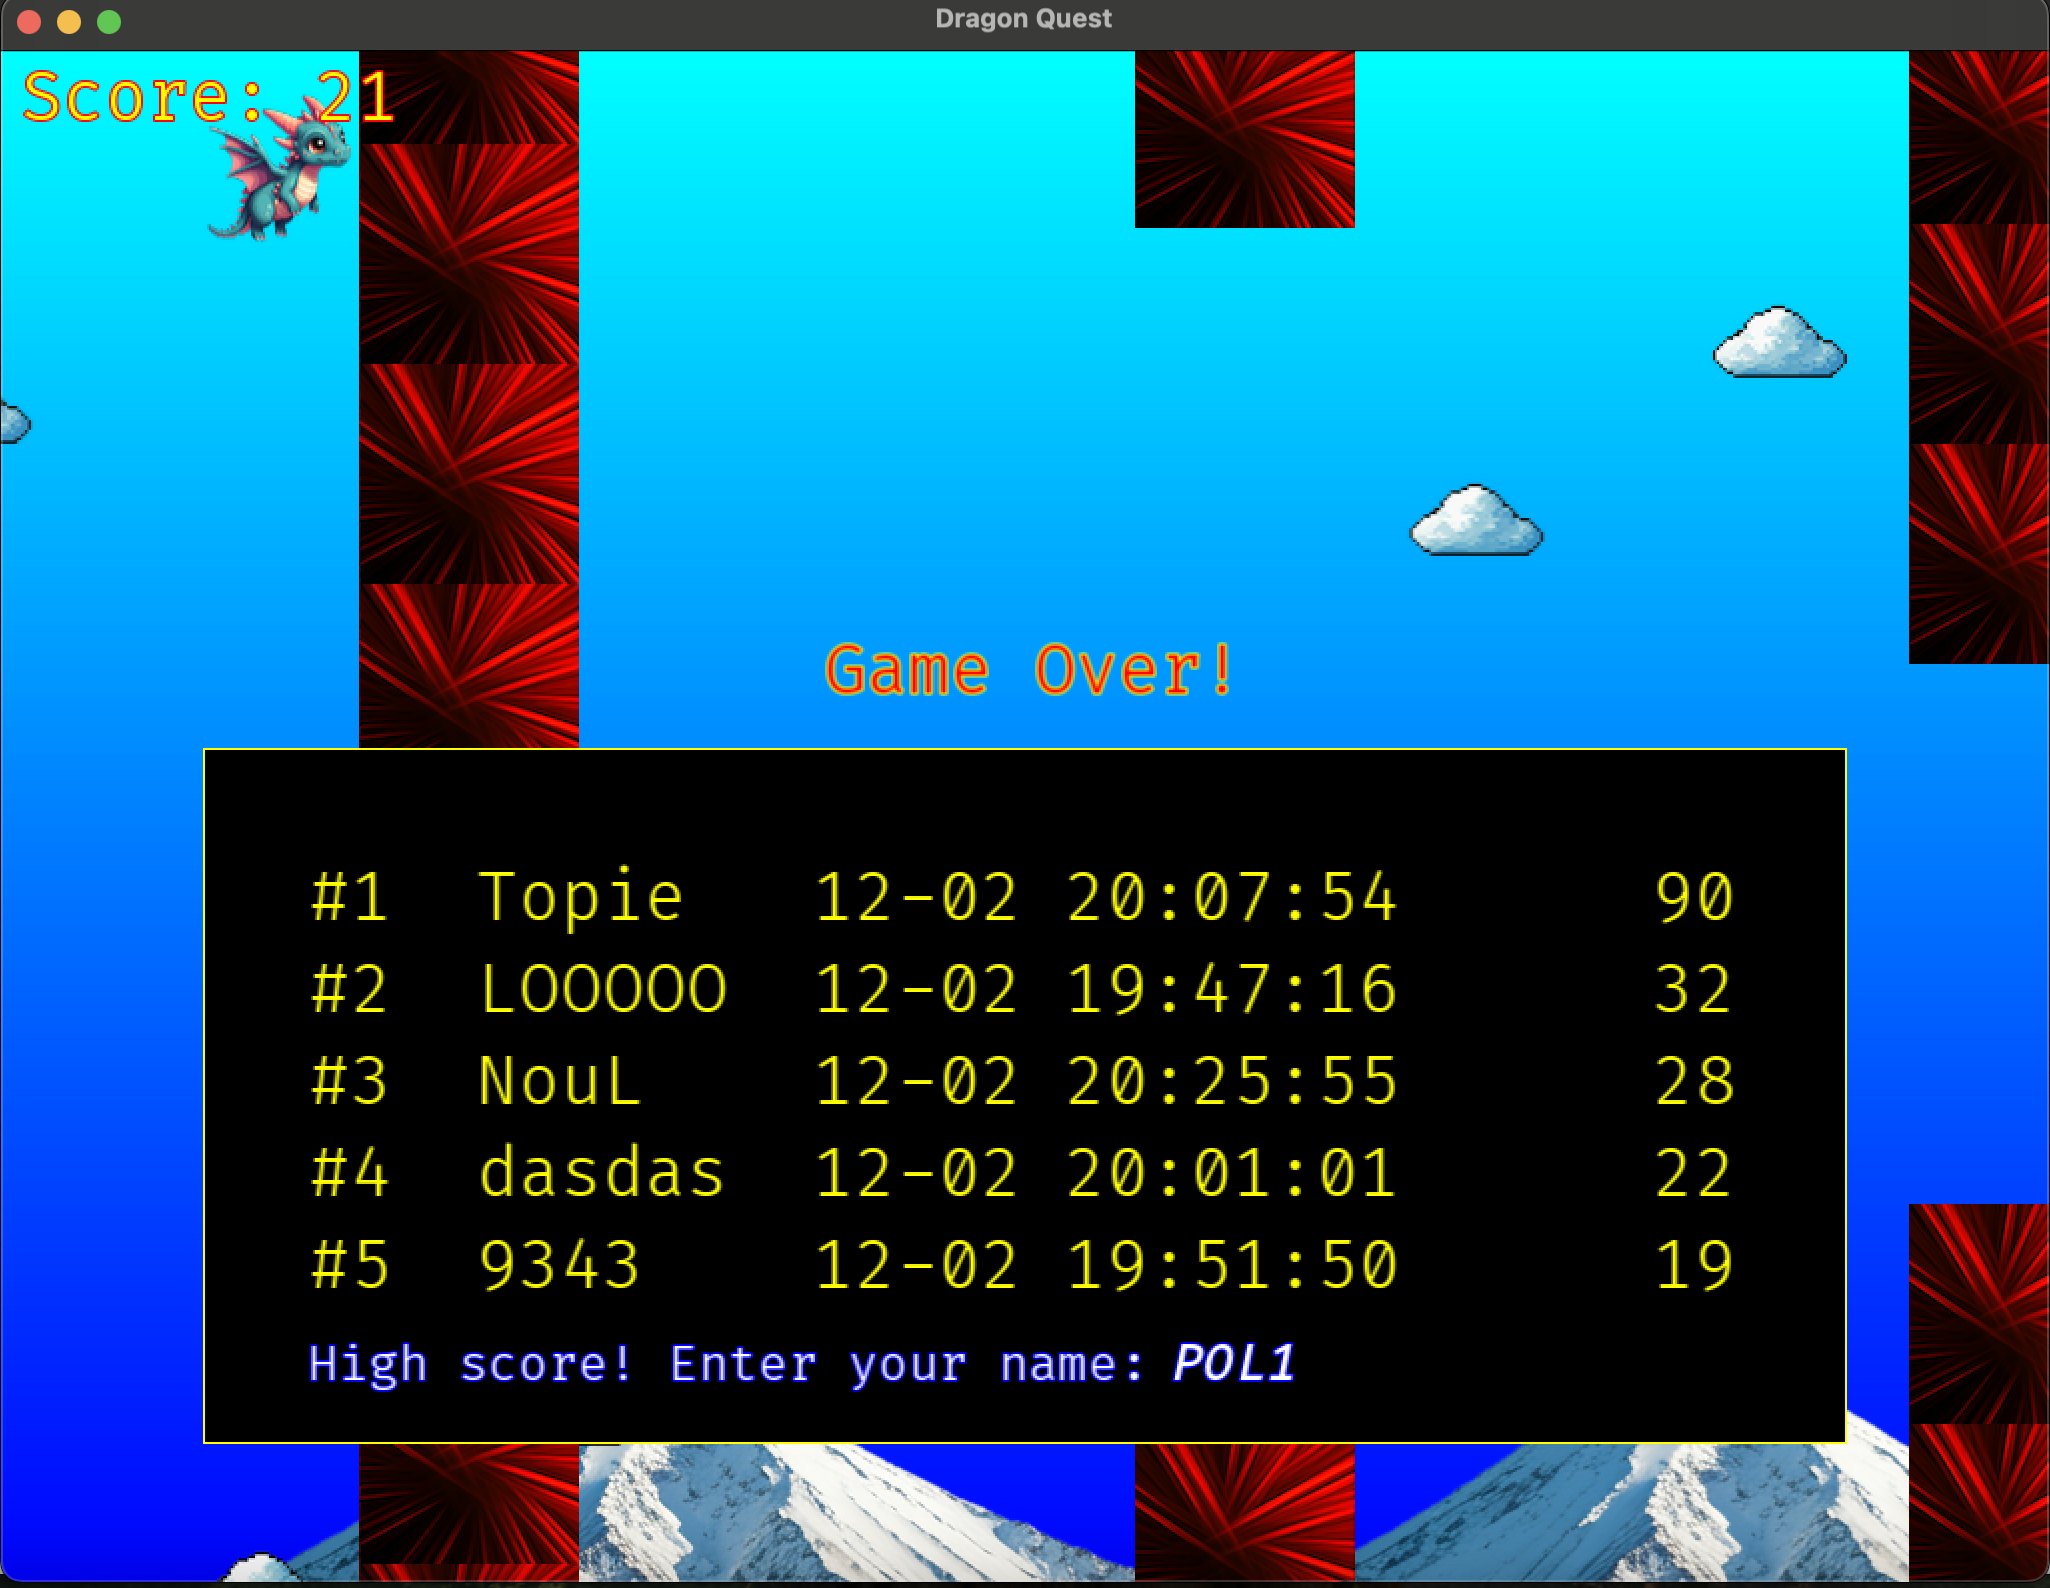 Dragon Quest
Score: 21
Game Over!
#1 Topie 12-02 20:07:54 90
#2 LOOOOO 12-02 19:47:16 32
#3 NouL 12-02 20:25:55 28
#4 dasdas 12-02 20:01:01 22
#5 9343 12-02 19:51:50 19
High score! Enter your name: POL1